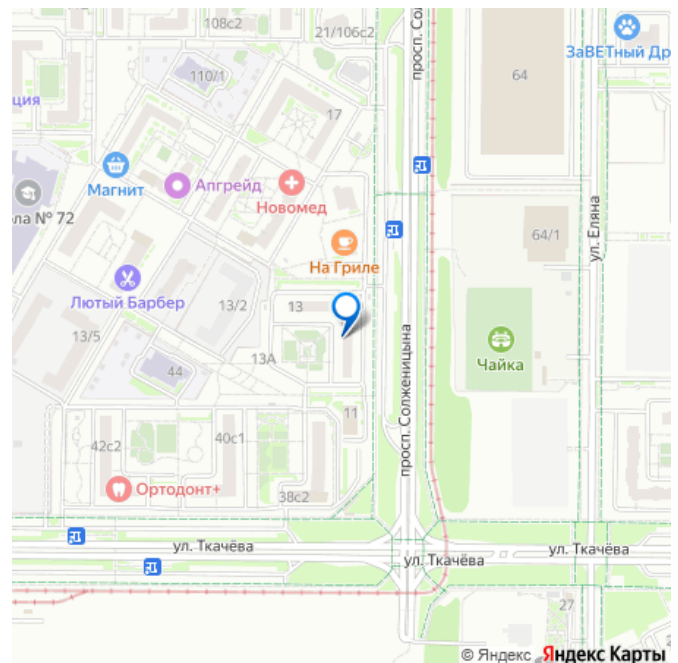 108с2
21/106с2
просп. Солж
ЗаВЕТный Др
64
110/1
ция
17
Магнит
Апгрейд
Новомед
ола № 72
На Гриле
64/1
ул. Еляна
Лютый Барбер
13/2
13
13/5
13А
44
Чайка
просп. Солженицына
11
42с2
40с1
Ортодонт+
38с2
ул. Ткачёва
ул. Ткачёва
ул. Ткачёва
27
© Яндекс Яндекс Карты